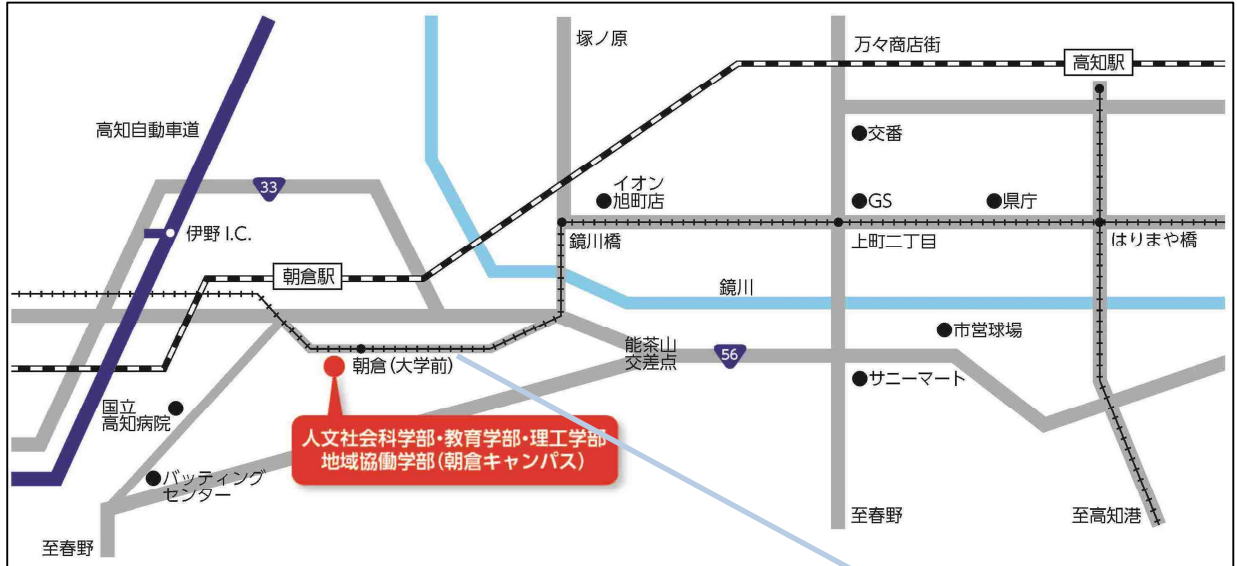 塚ノ原
万々商店街
高知駅
高知自動車道
交番
33
イオン
旭町店
GS
県庁
伊野 I.C.
鏡川橋
上町二丁目
はりまや橋
朝倉駅
鏡川
市営球場
能茶山
交差点
56
朝倉(大学前)
サニーマート
国立
高知病院
人文社会科学部・教育学部・理工学部
地域協働学部(朝倉キャンパス)
バッティング
センター
至春野
至春野
至高知港